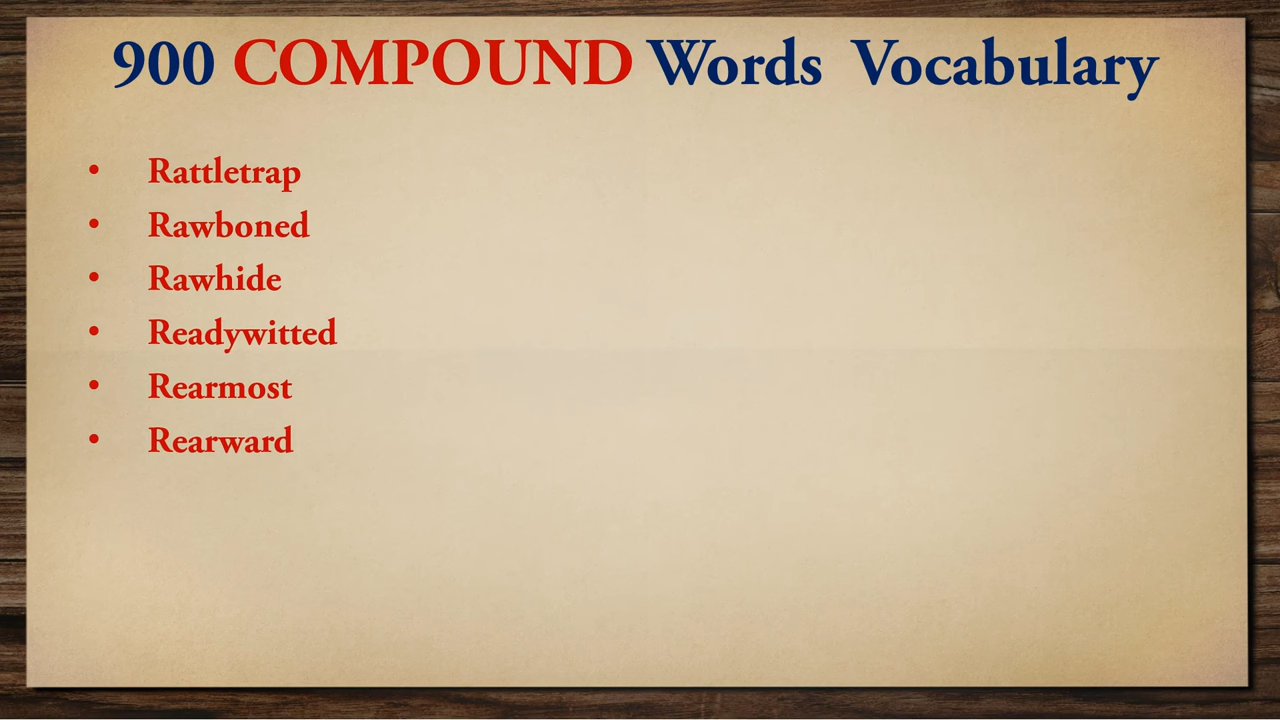 900 COMPOUND Words Vocabulary
• Rattletrap
• Rawboned
• Rawhide
• Readywitted
• Rearmost
• Rearward